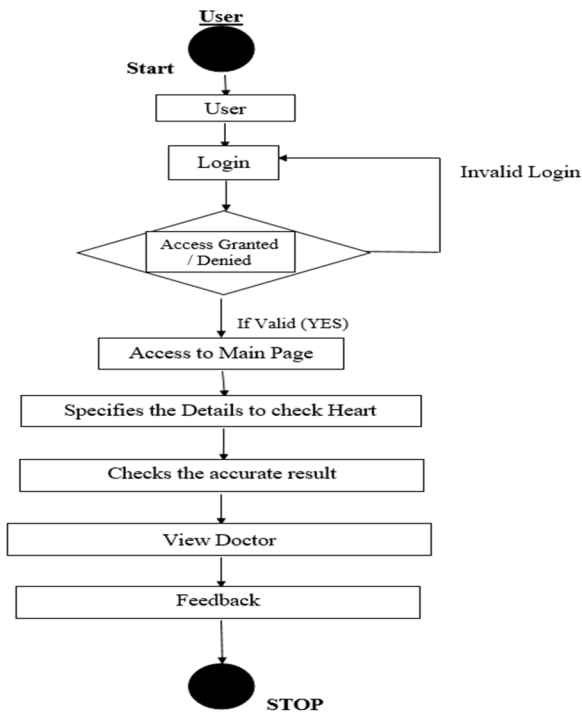 User
Start
User
Login
Invalid Login
Access Granted
/ Denied
If Valid (YES)
Access to Main Page
Specifies the Details to check Heart
Checks the accurate result
View Doctor
Feedback
STOP